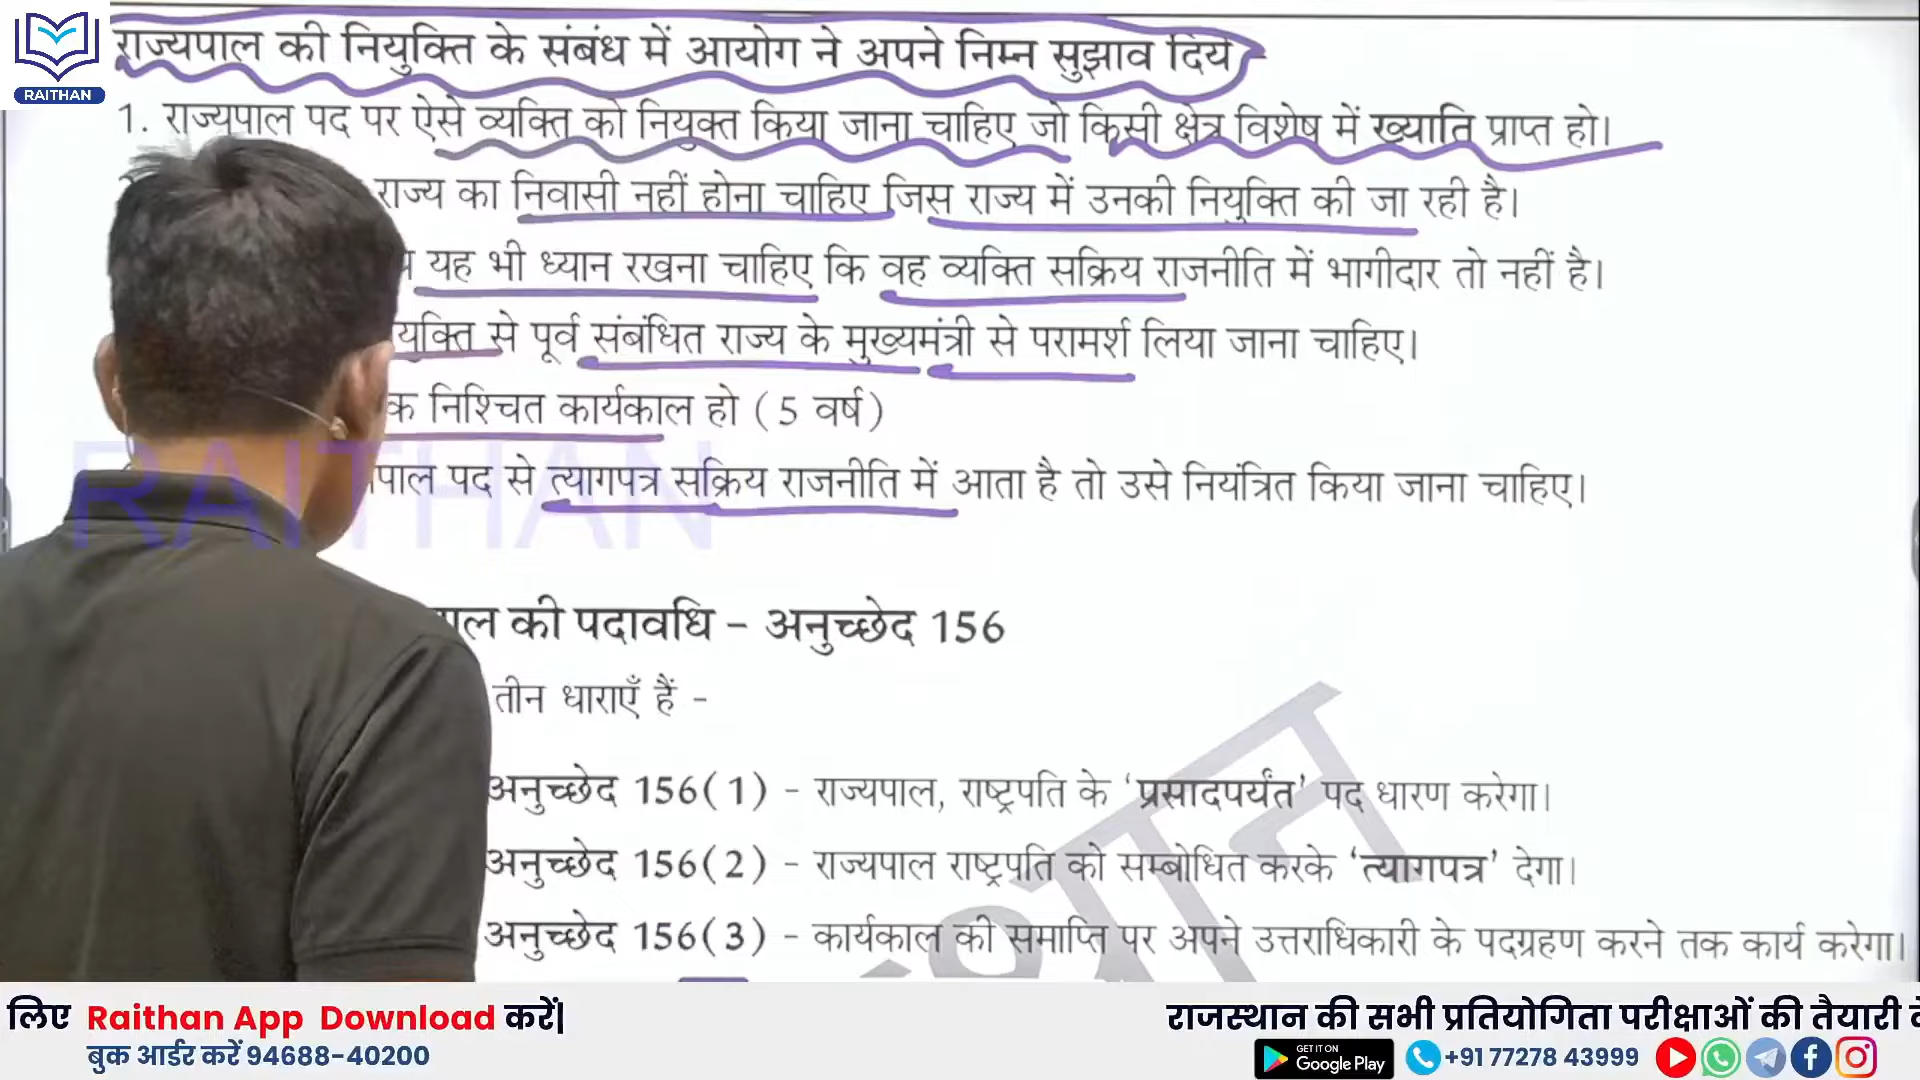 RAITHAN
राज्यपाल की नियुक्ति के संबंध में आयोग ने अपने निम्न सुझाव दिये
1. राज्यपाल पद पर ऐसे व्यक्ति को नियुक्त किया जाना चाहिए जो किसी क्षेत्र विशेष में ख्याति प्राप्त हो।
राज्य का निवासी नहीं होना चाहिए जिस राज्य में उनकी नियुक्ति की जा रही है।
यह भी ध्यान रखना चाहिए कि वह व्यक्ति सक्रिय राजनीति में भागीदार तो नहीं है।
युक्ति से पूर्व संबंधित राज्य के मुख्यमंत्री से परामर्श लिया जाना चाहिए।
क निश्चित कार्यकाल हो (5 वर्ष)
पाल पद से त्यागपत्र सक्रिय राजनीति में आता है तो उसे नियंत्रित किया जाना चाहिए।
RAITHAN
ाल की पदावधि - अनुच्छेद 156
तीन धाराएँ हैं -
अनुच्छेद 156(1) - राज्यपाल, राष्ट्रपति के 'प्रसादपर्यंत' पद धारण करेगा।
अनुच्छेद 156(2) - राज्यपाल राष्ट्रपति को सम्बोधित करके 'त्यागपत्र' देगा।
अनुच्छेद 156(3) - कार्यकाल की समाप्ति पर अपने उत्तराधिकारी के पदग्रहण करने तक कार्य करेगा।
लिए Raithan App Download करें|
राजस्थान की सभी प्रतियोगिता परीक्षाओं की तैयारी के
बुक आर्डर करें 94688-40200
GET IT ON
Google Play
+91 77278 43999